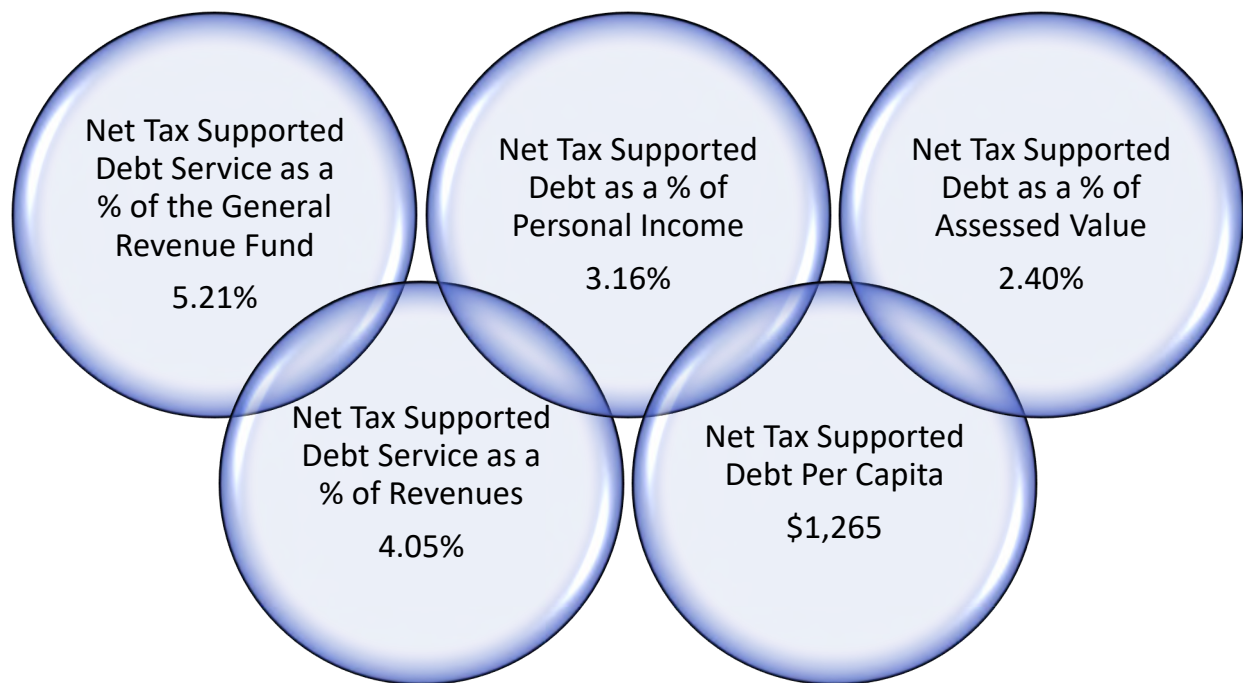 Net Tax Supported
Debt Service as a
% of the General
Revenue Fund
5.21%
Net Tax Supported
Debt Service as a
% of Revenues
4.05%
Net Tax Supported
Debt as a % of
Personal Income
3.16%
Net Tax Supported
Debt Per Capita
$1,265
Net Tax Supported
Debt as a % of
Assessed Value
2.40%